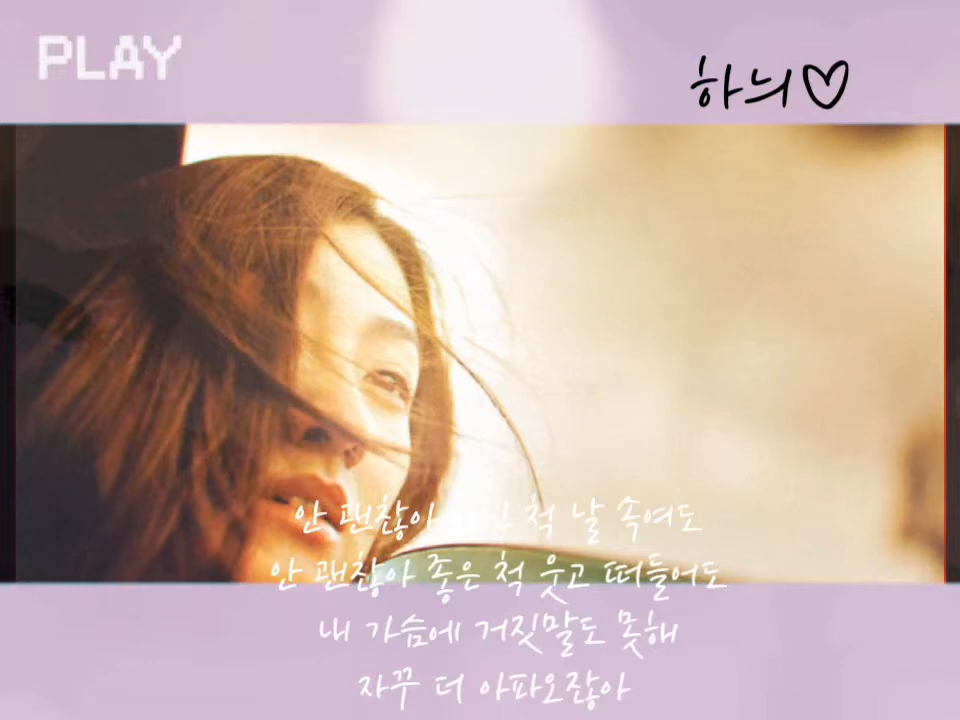 PLAY
하늬♡
안 괜찮아 척 날 속여도
안 괜찮아 좋은 척 웃고 떠들어도
내 가슴에 거짓말도 못해
자꾸 더 아파오잖아